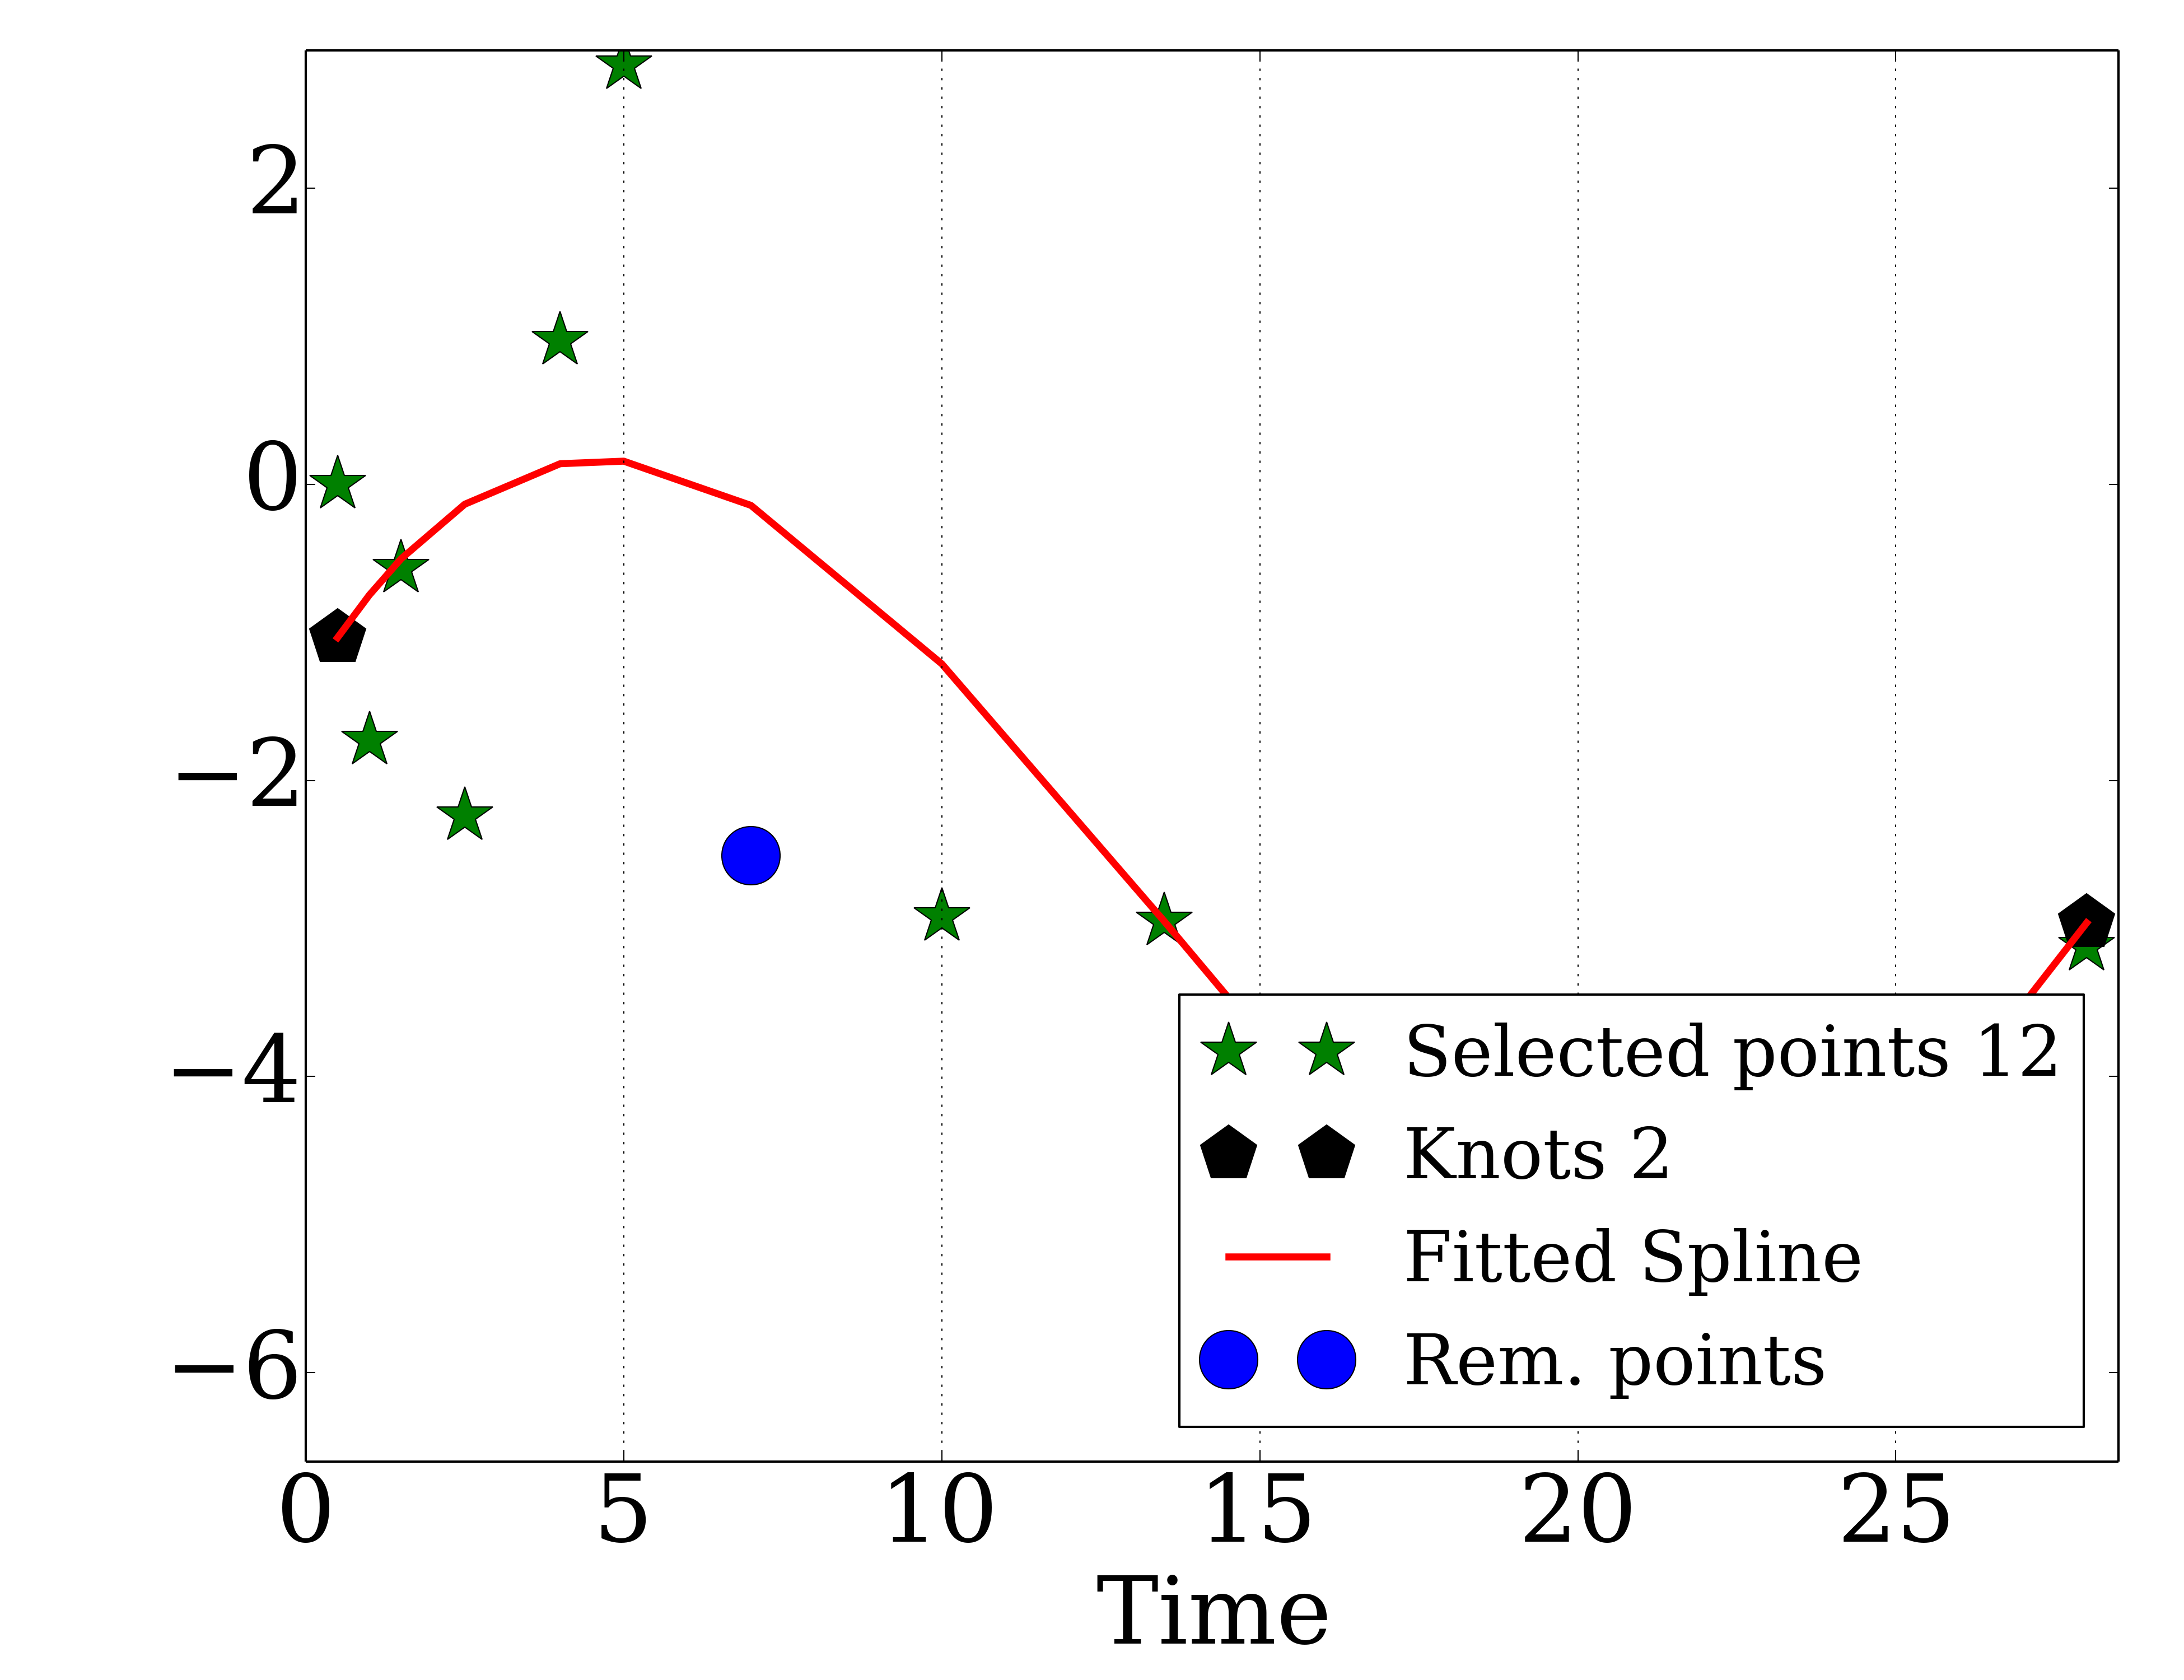 2
0
−2
−4
−6
Selected points 12
Knots 2
Fitted Spline
Rem. points
0 5 10 15 20 25
Time